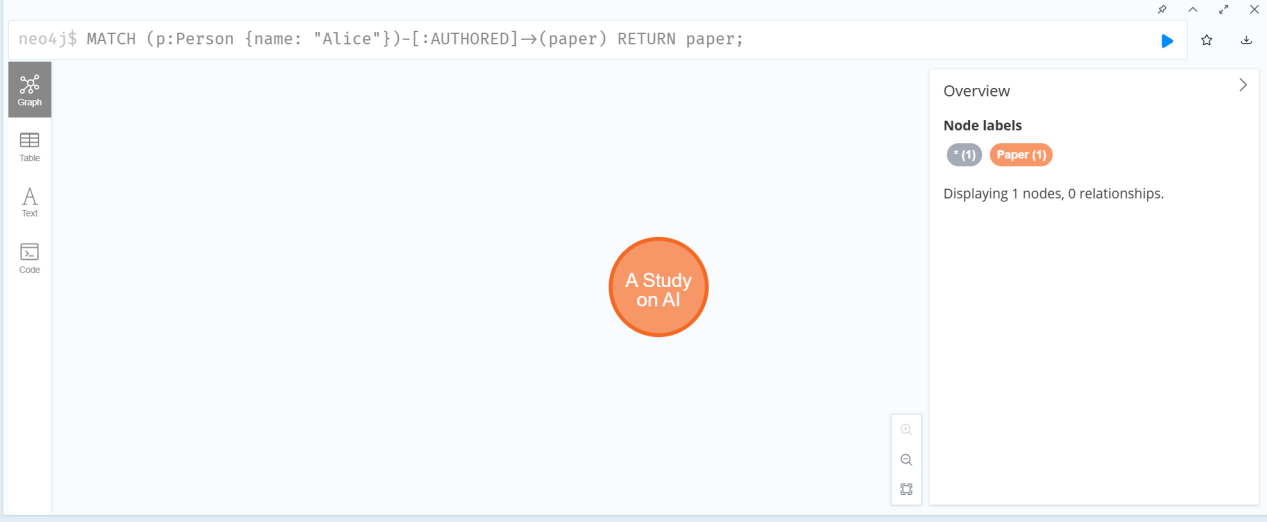 neo4j$ MATCH (p:Person {name: "Alice"})-[:AUTHORED]->(paper) RETURN paper;
Graph
Table
Text
Code
A Study
on AI
Overview
Node labels
* (1) Paper (1)
Displaying 1 nodes, 0 relationships.